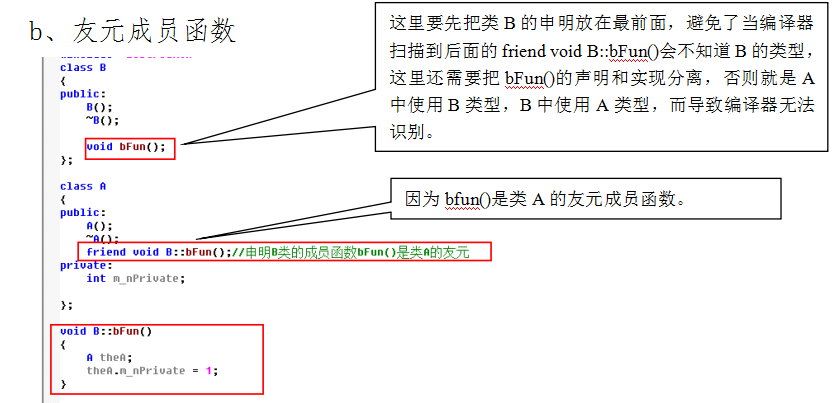 b、友元成员函数
这里要先把类 B 的申明放在最前面，避免了当编译器
扫描到后面的 friend void B::bFun()会不知道 B 的类型，
这里还需要把 bFun()的声明和实现分离，否则就是 A
中使用 B 类型，B 中使用 A 类型，而导致编译器无法
识别。
class B
{
public:
B();
~B();
void bFun();
};
class A
{
public:
A();
~A();
friend void B::bFun();//申明B类的成员函数bFun()是类A的友元
private:
int m_nPrivate;
};
因为 bfun()是类 A 的友元成员函数。
void B::bFun()
{
A theA;
theA.m_nPrivate = 1;
}